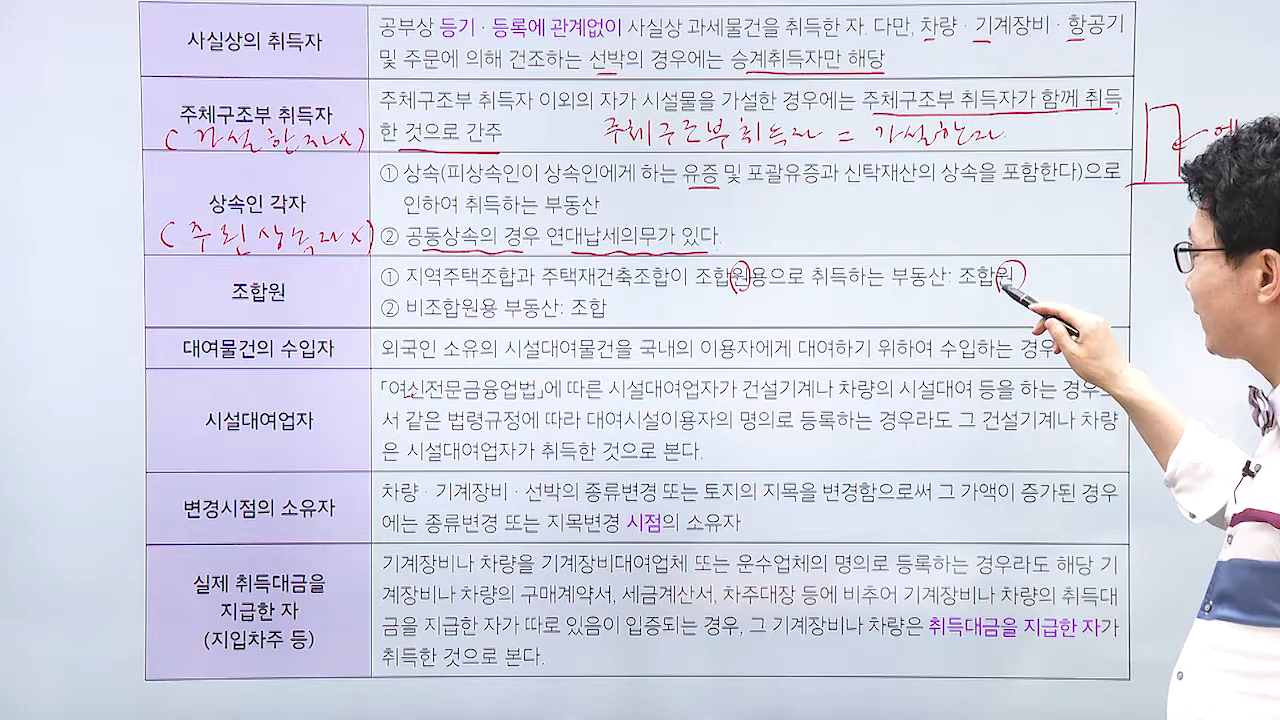 사실상의 취득자
공부상 등기 · 등록에 관계없이 사실상 과세물건을 취득한 자. 다만, 차량 · 기계장비 · 항공기
및 주문에 의해 건조하는 선박의 경우에는 승계취득자만 해당
주체구조부 취득자
(가설한자x)
주체구조부 취득자 이외의 자가 시설물을 가설한 경우에는 주체구조부 취득자가 함께 취득
한 것으로 간주
주체구조부취득자 = 가설한자
상속인 각자
(주된상속자x)
① 상속(피상속인이 상속인에게 하는 유증 및 포괄유증과 신탁재산의 상속을 포함한다)으로
인하여 취득하는 부동산
② 공동상속의 경우 연대납세의무가 있다.
조합원
① 지역주택조합과 주택재건축조합이 조합원용으로 취득하는 부동산: 조합원
② 비조합원용 부동산: 조합
대여물건의 수입자
외국인 소유의 시설대여물건을 국내의 이용자에게 대여하기 위하여 수입하는 경우
시설대여업자
「여신전문금융업법」에 따른 시설대여업자가 건설기계나 차량의 시설대여 등을 하는 경우
서 같은 법령규정에 따라 대여시설이용자의 명의로 등록하는 경우라도 그 건설기계나 차량
은 시설대여업자가 취득한 것으로 본다.
변경시점의 소유자
차량 · 기계장비 · 선박의 종류변경 또는 토지의 지목을 변경함으로써 그 가액이 증가된 경우
에는 종류변경 또는 지목변경 시점의 소유자
실제 취득대금을
지급한 자
(지입차주 등)
기계장비나 차량을 기계장비대여업체 또는 운수업체의 명의로 등록하는 경우라도 해당 기
계장비나 차량의 구매계약서, 세금계산서, 차주대장 등에 비추어 기계장비나 차량의 취득대
금을 지급한 자가 따로 있음이 입증되는 경우, 그 기계장비나 차량은 취득대금을 지급한 자가
취득한 것으로 본다.